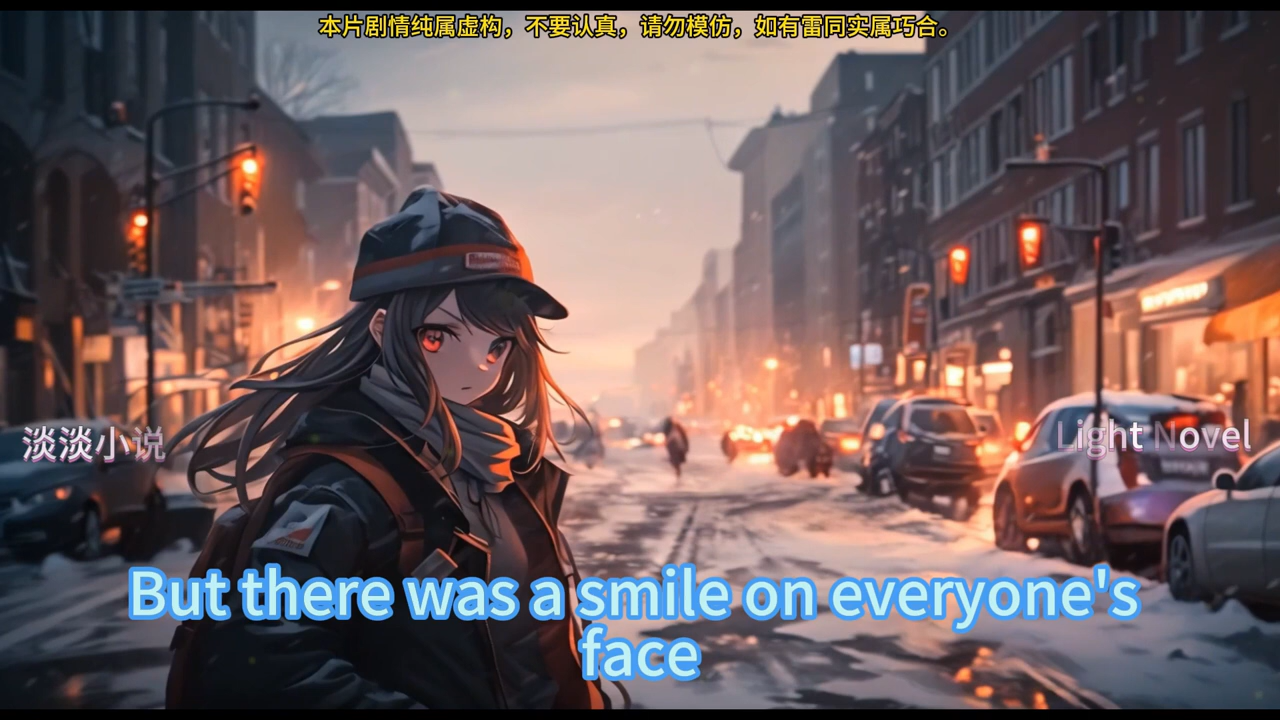 本片剧情纯属虚构，不要认真，请勿模仿，如有雷同实属巧合。
淡淡小说
Light Novel
But there was a smile on everyone's
face